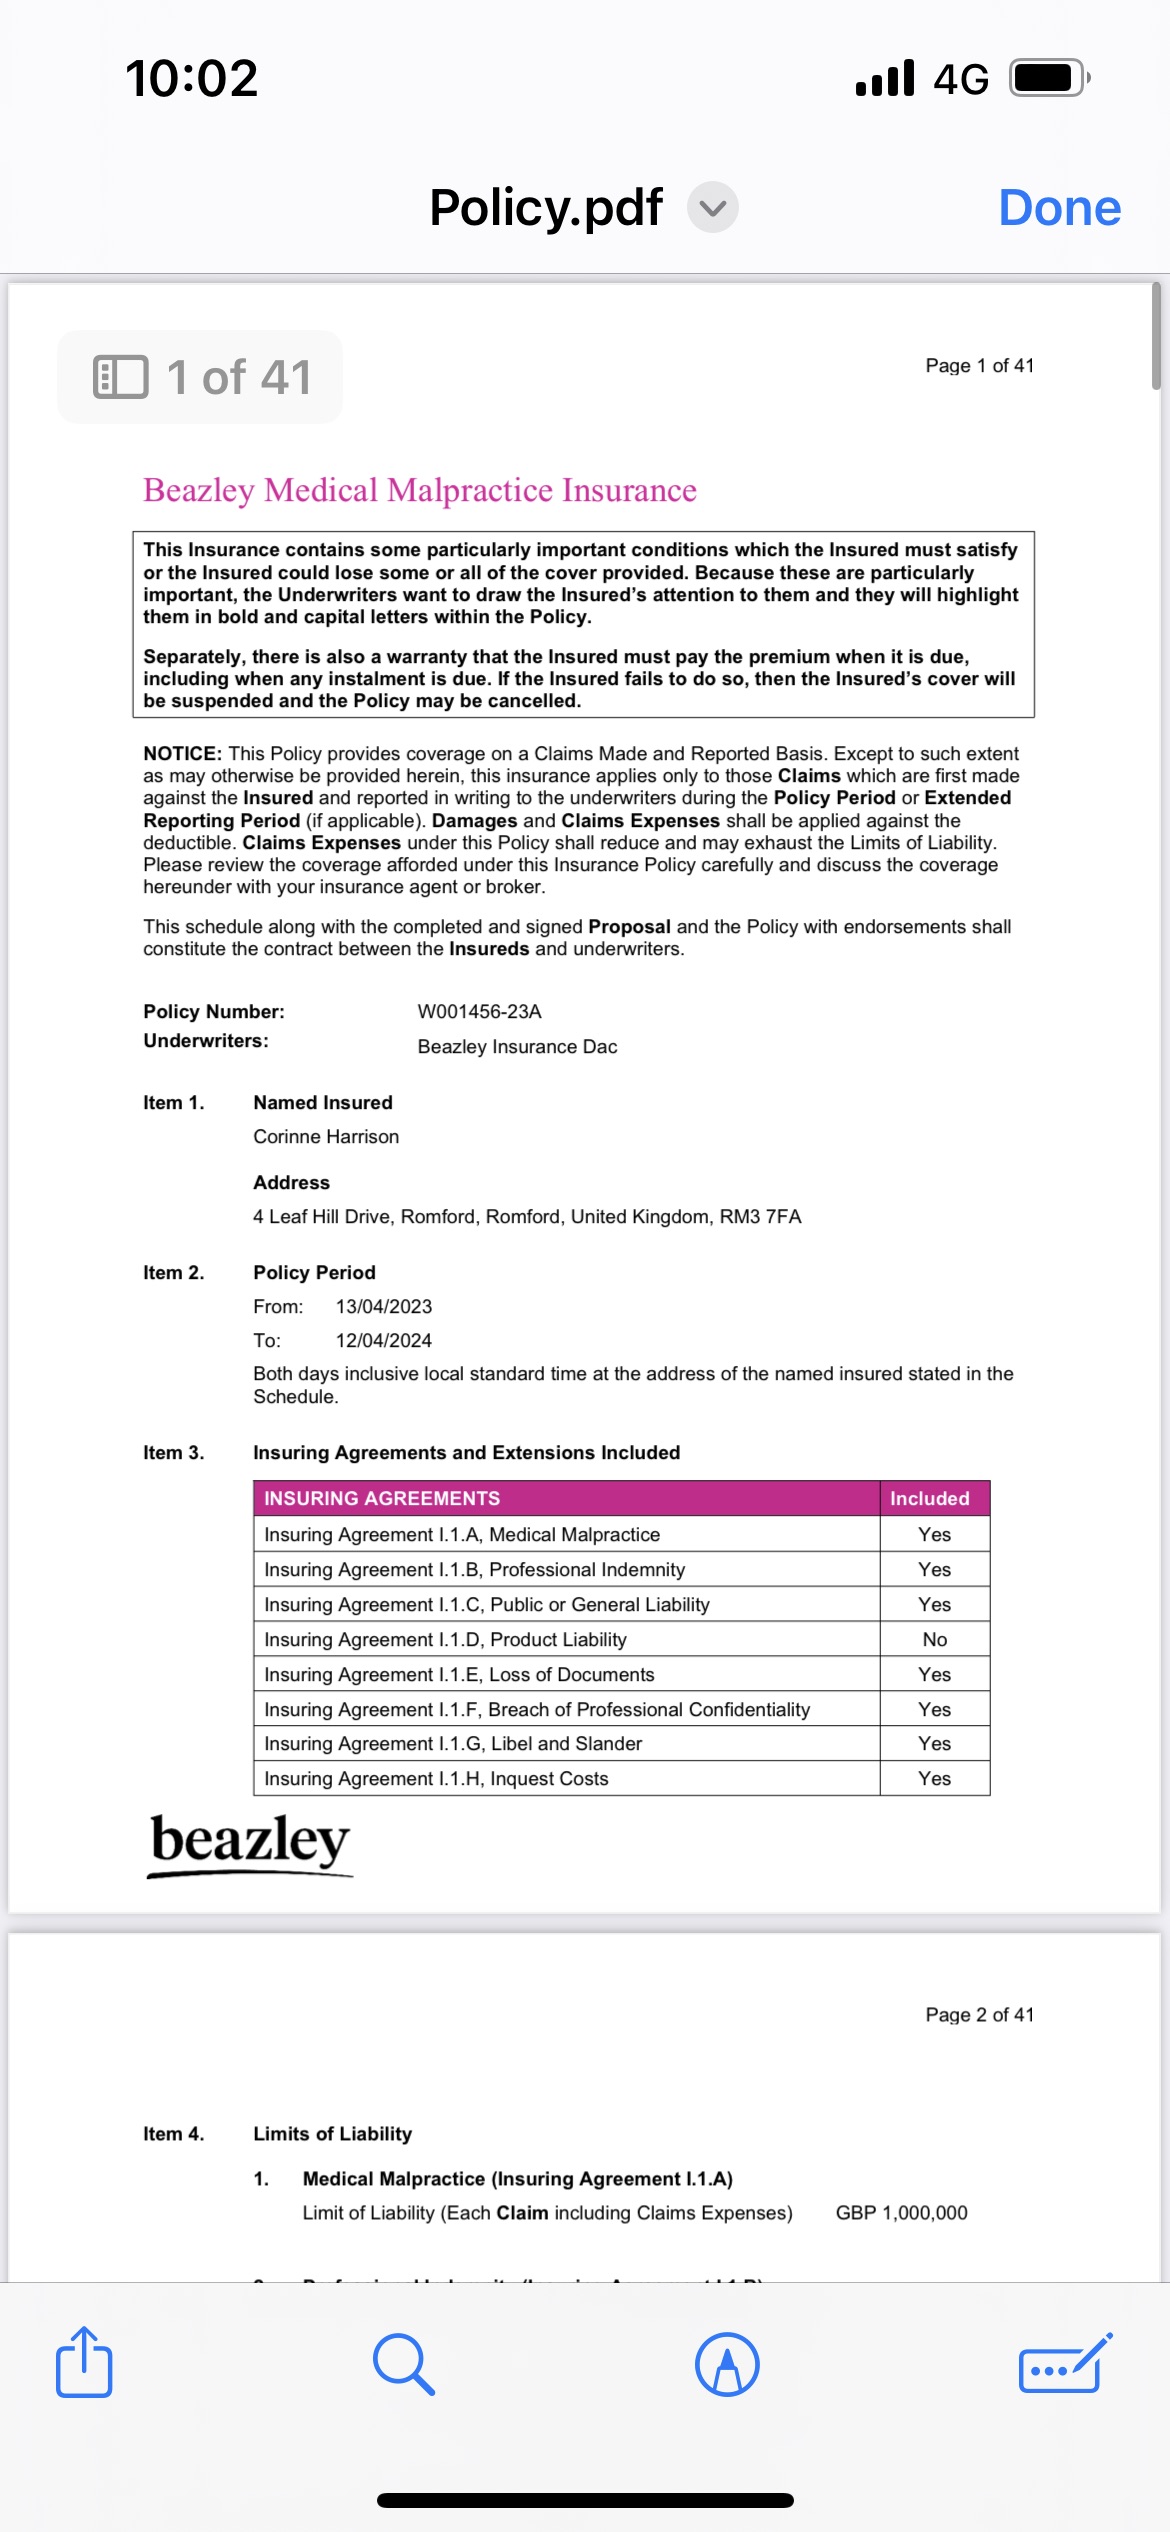 10:02
4G
Policy.pdf
Done
1 of 41
Page 1 of 41
Beazley Medical Malpractice Insurance
This Insurance contains some particularly important conditions which the Insured must satisfy
or the Insured could lose some or all of the cover provided. Because these are particularly
important, the Underwriters want to draw the Insured's attention to them and they will highlight
them in bold and capital letters within the Policy.
Separately, there is also a warranty that the Insured must pay the premium when it is due,
including when any instalment is due. If the Insured fails to do so, then the Insured's cover will
be suspended and the Policy may be cancelled.
NOTICE: This Policy provides coverage on a Claims Made and Reported Basis. Except to such extent
as may otherwise be provided herein, this insurance applies only to those Claims which are first made
against the Insured and reported in writing to the underwriters during the Policy Period or Extended
Reporting Period (if applicable). Damages and Claims Expenses shall be applied against the
deductible. Claims Expenses under this Policy shall reduce and may exhaust the Limits of Liability.
Please review the coverage afforded under this Insurance Policy carefully and discuss the coverage
hereunder with your insurance agent or broker.
This schedule along with the completed and signed Proposal and the Policy with endorsements shall
constitute the contract between the Insureds and underwriters.
Policy Number: W001456-23A
Underwriters: Beazley Insurance Dac
Item 1. Named Insured
Corinne Harrison
Address
4 Leaf Hill Drive, Romford, Romford, United Kingdom, RM3 7FA
Item 2. Policy Period
From: 13/04/2023
To: 12/04/2024
Both days inclusive local standard time at the address of the named insured stated in the
Schedule.
Item 3. Insuring Agreements and Extensions Included
INSURING AGREEMENTS Included
Insuring Agreement I.1.A, Medical Malpractice Yes
Insuring Agreement I.1.B, Professional Indemnity Yes
Insuring Agreement I.1.C, Public or General Liability Yes
Insuring Agreement I.1.D, Product Liability No
Insuring Agreement I.1.E, Loss of Documents Yes
Insuring Agreement I.1.F, Breach of Professional Confidentiality Yes
Insuring Agreement I.1.G, Libel and Slander Yes
Insuring Agreement I.1.H, Inquest Costs Yes
beazley
Page 2 of 41
Item 4. Limits of Liability
1. Medical Malpractice (Insuring Agreement I.1.A)
Limit of Liability (Each Claim including Claims Expenses) GBP 1,000,000